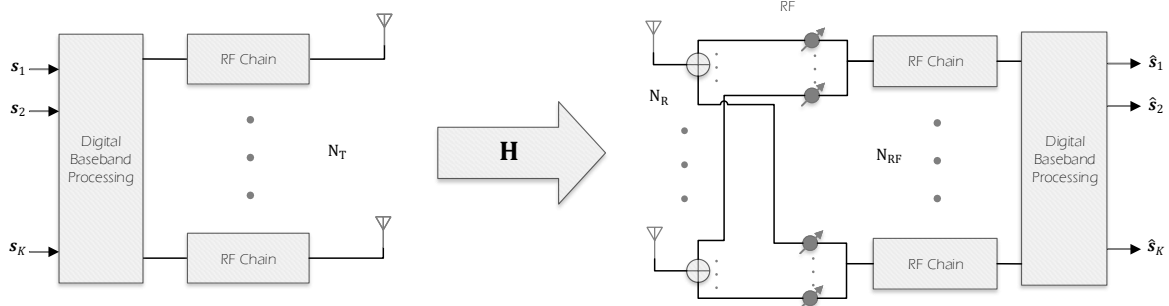 s1
s2
sK
Digital
Baseband
Processing
RF Chain
RF Chain
NT
H
RF
NR
RF Chain
NRF
RF Chain
Digital
Baseband
Processing
ŝ1
ŝ2
ŝK